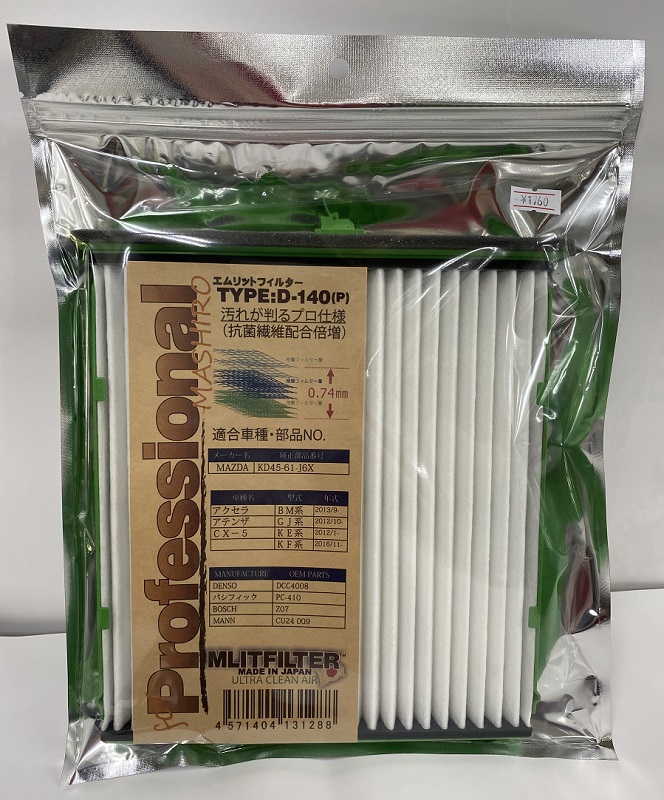 ¥1760
for Professional
MASHIRO
エムリットフィルター
TYPE:D-140(P)
汚れが判るプロ仕様
(抗菌繊維配合倍増)
0.74mm
適合車種・部品NO.
メーカー名 純正部品番号
MAZDA KD45-61-J6X
車種名 型式 年式
アクセラ BM系 2013/9-
アテンザ GJ系 2012/10-
CX-5 KE系 2012/1-
KF系 2016/11-
MANUFACTURE OEM PARTS
DENSO DCC4008
パシフィック PC-410
BOSCH Z07
MANN CU24 009
MLITFILTER™
MADE IN JAPAN
ULTRA CLEAN AIR
4 571404 131288